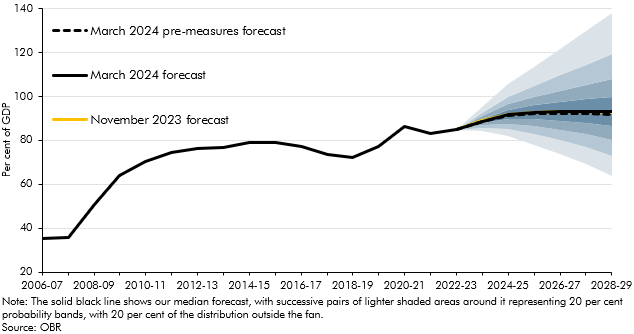 140
120
100
80
60
40
20
Per cent of GDP
March 2024 pre-measures forecast
March 2024 forecast
November 2023 forecast
2006-07 2008-09 2010-11 2012-13 2014-15 2016-17 2018-19 2020-21 2022-23 2024-25 2026-27 2028-29
Note: The solid black line shows our median forecast, with successive pairs of lighter shaded areas around it representing 20 per cent
probability bands, with 20 per cent of the distribution outside the fan.
Source: OBR